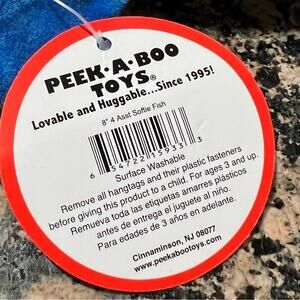 PEEK·A·BOO
TOYS®
Lovable and Huggable...Since 1995!
8" 4 Asst Softie Fish
6 54722 15933 3
Surface Washable
Remove all hangtags and their plastic fasteners
before giving this product to a child. For ages 3 and up.
Remueva toda las etiquetas amarres plásticos
antes de entrega el juguete al niño.
Para edades de 3 años en adelante.
Cinnaminson, NJ 08077
www.peekabootoys.com